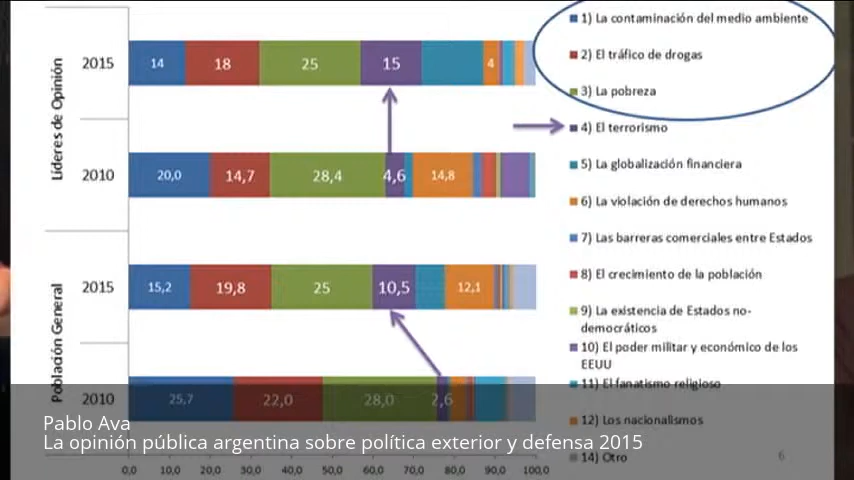 Líderes de Opinión
2015
14
18
25
15
4
2010
20,0
14,7
28,4
4,6
14,8
Población General
2015
15,2
19,8
25
10,5
12,1
2010
25,7
22,0
28,0
2,6
0,0 10,0 20,0 30,0 40,0 50,0 60,0 70,0 80,0 90,0 100,0
1) La contaminación del medio ambiente
2) El tráfico de drogas
3) La pobreza
4) El terrorismo
5) La globalización financiera
6) La violación de derechos humanos
7) Las barreras comerciales entre Estados
8) El crecimiento de la población
9) La existencia de Estados no-
democráticos
10) El poder militar y económico de los
EEUU
11) El fanatismo religioso
12) Los nacionalismos
14) Otro
6
Pablo Ava
La opinión pública argentina sobre política exterior y defensa 2015